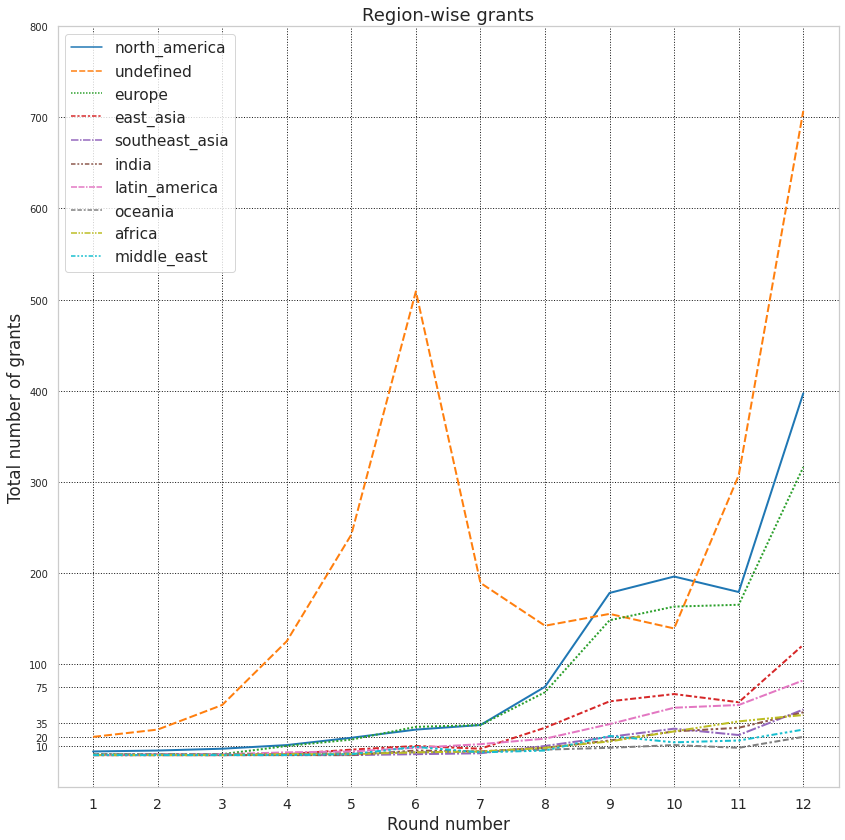 Region-wise grants
800
700
600
500
400
300
200
100
75
35
20
10
Total number of grants
north_america
undefined
europe
east_asia
southeast_asia
india
latin_america
oceania
africa
middle_east
1 2 3 4 5 6 7 8 9 10 11 12
Round number